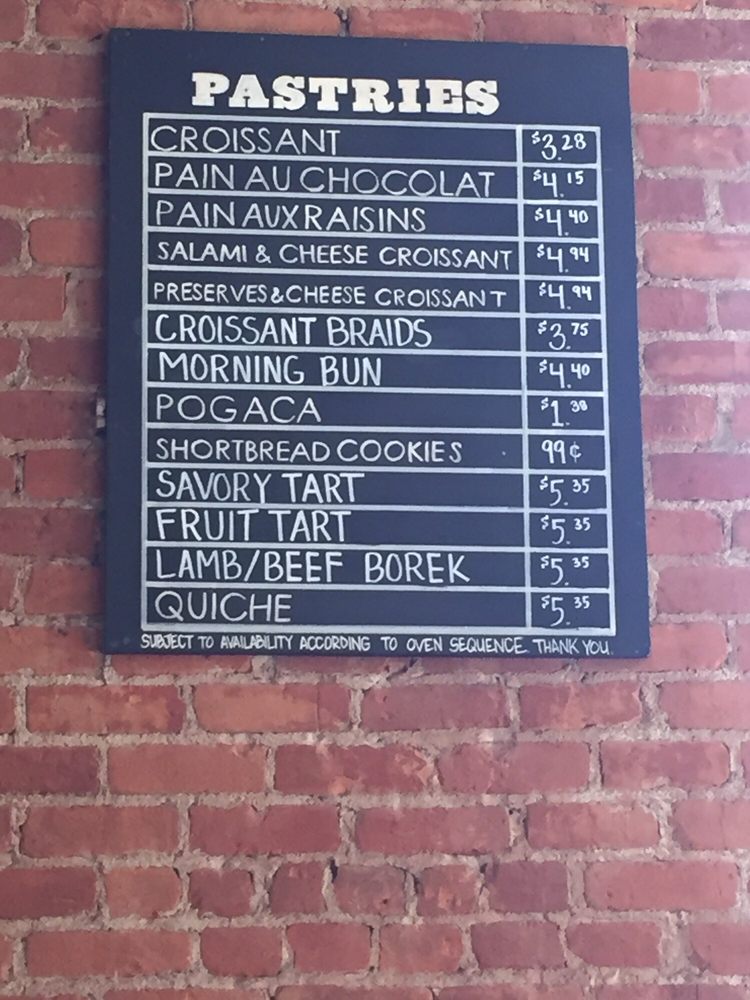 PASTRIES
CROISSANT $3.28
PAIN AU CHOCOLAT $4.15
PAIN AUX RAISINS $4.40
SALAMI & CHEESE CROISSANT $4.94
PRESERVES & CHEESE CROISSANT $4.94
CROISSANT BRAIDS $3.75
MORNING BUN $4.40
POGACA $1.38
SHORTBREAD COOKIES 99¢
SAVORY TART $5.35
FRUIT TART $5.35
LAMB/BEEF BOREK $5.35
QUICHE $5.35
SUBJECT TO AVAILABILITY ACCORDING TO OVEN SEQUENCE. THANK YOU.